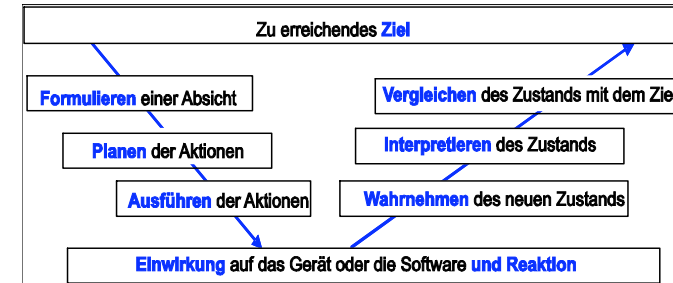 Zu erreichendes Ziel
Formulieren einer Absicht
Vergleichen des Zustands mit dem Zie
Planen der Aktionen
Interpretieren des Zustands
Ausführen der Aktionen
Wahrnehmen des neuen Zustands
Einwirkung auf das Gerät oder die Software und Reaktion